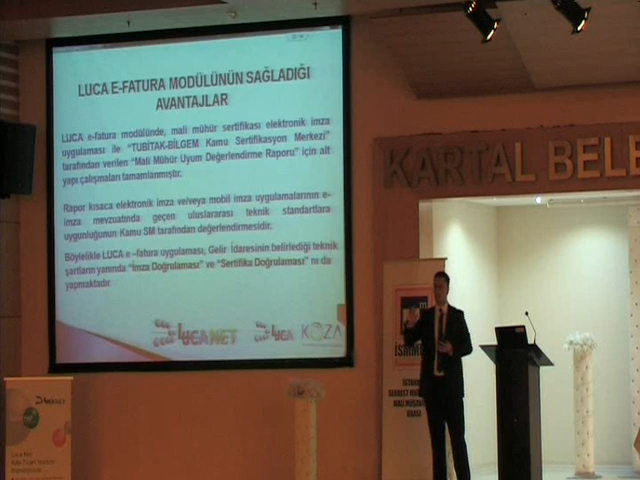 LUCA E-FATURA MODÜLÜNÜN SAĞLADIĞI
AVANTAJLAR
LUCA e-fatura modülünde, mali mühür sertifikası elektronik imza
uygulaması ile "TUBİTAK-BİLGEM Kamu Sertifikasyon Merkezi"
tarafından verilen "Mali Mühür Uyum Değerlendirme Raporu" için alt
yapı çalışmaları tamamlanmıştır.
Rapor kısaca elektronik imza ve/veya mobil imza uygulamalarının e-
imza mevzuatında geçen uluslararası teknik standartlara
uygunluğunun Kamu SM tarafından değerlendirmesidir.
Böylelikle LUCA e –fatura uygulaması, Gelir İdaresinin belirlediği teknik
şartların yanında "İmza Doğrulaması" ve "Sertifika Doğrulaması" nı da
yapmaktadır
LUCANET
LUCA
KOZA
KARTAL BELE